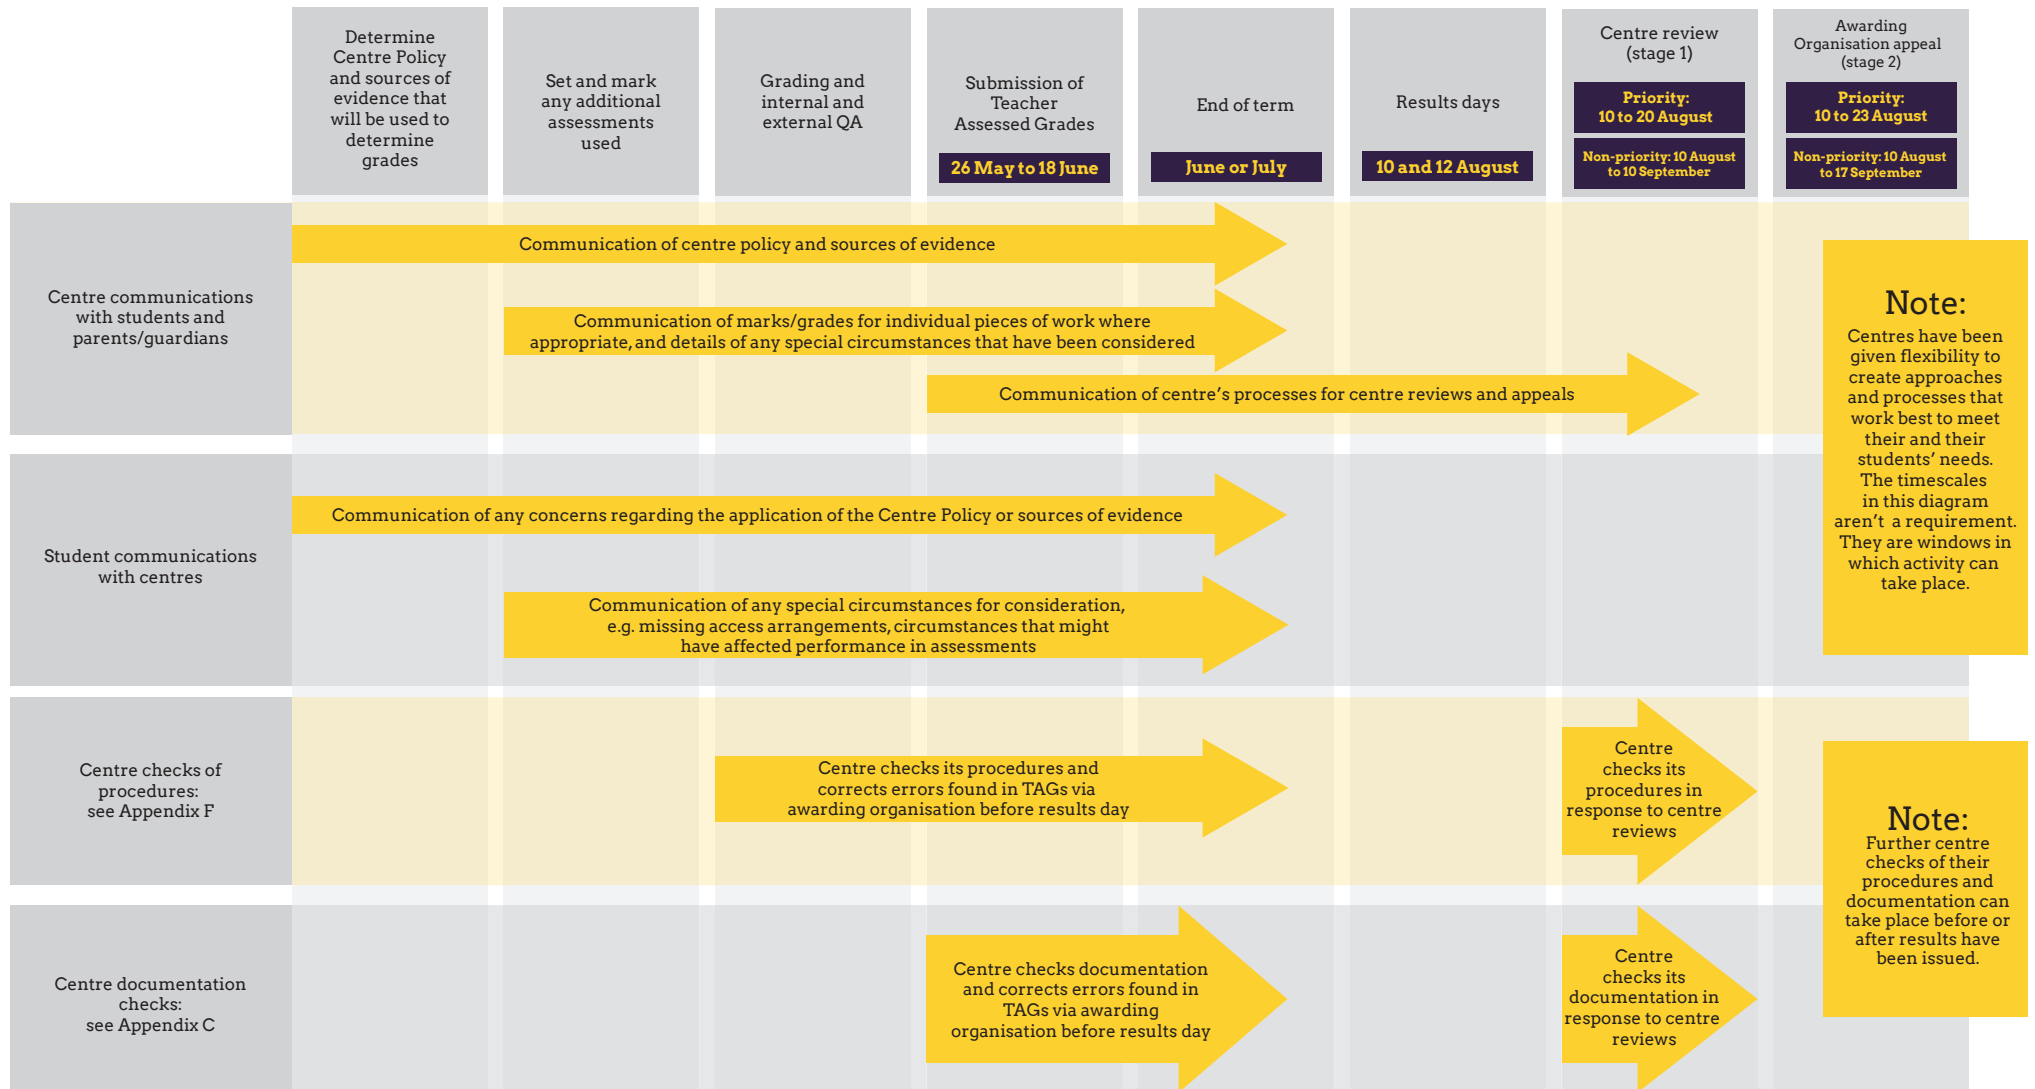 Determine
Centre Policy
and sources of
evidence that
will be used to
determine
grades
Set and mark
any additional
assessments
used
Grading and
internal and
external QA
Submission of
Teacher
Assessed Grades
26 May to 18 June
End of term
June or July
Results days
10 and 12 August
Centre review
(stage 1)
Priority:
10 to 20 August
Non-priority: 10 August
to 10 September
Awarding
Organisation appeal
(stage 2)
Priority:
10 to 23 August
Non-priority: 10 August
to 17 September
Centre communications
with students and
parents/guardians
Communication of centre policy and sources of evidence
Communication of marks/grades for individual pieces of work where
appropriate, and details of any special circumstances that have been considered
Communication of centre's processes for centre reviews and appeals
Note:
Centres have been
given flexibility to
create approaches
and processes that
work best to meet
their and their
students' needs.
The timescales
in this diagram
aren't a requirement.
They are windows in
which activity can
take place.
Student communications
with centres
Communication of any concerns regarding the application of the Centre Policy or sources of evidence
Communication of any special circumstances for consideration,
e.g. missing access arrangements, circumstances that might
have affected performance in assessments
Centre checks of
procedures:
see Appendix F
Centre checks its procedures and
corrects errors found in TAGs via
awarding organisation before results day
Centre
checks its
procedures in
response to centre
reviews
Note:
Further centre
checks of their
procedures and
documentation can
take place before or
after results have
been issued.
Centre documentation
checks:
see Appendix C
Centre checks documentation
and corrects errors found in
TAGs via awarding
organisation before results day
Centre
checks its
documentation in
response to centre
reviews